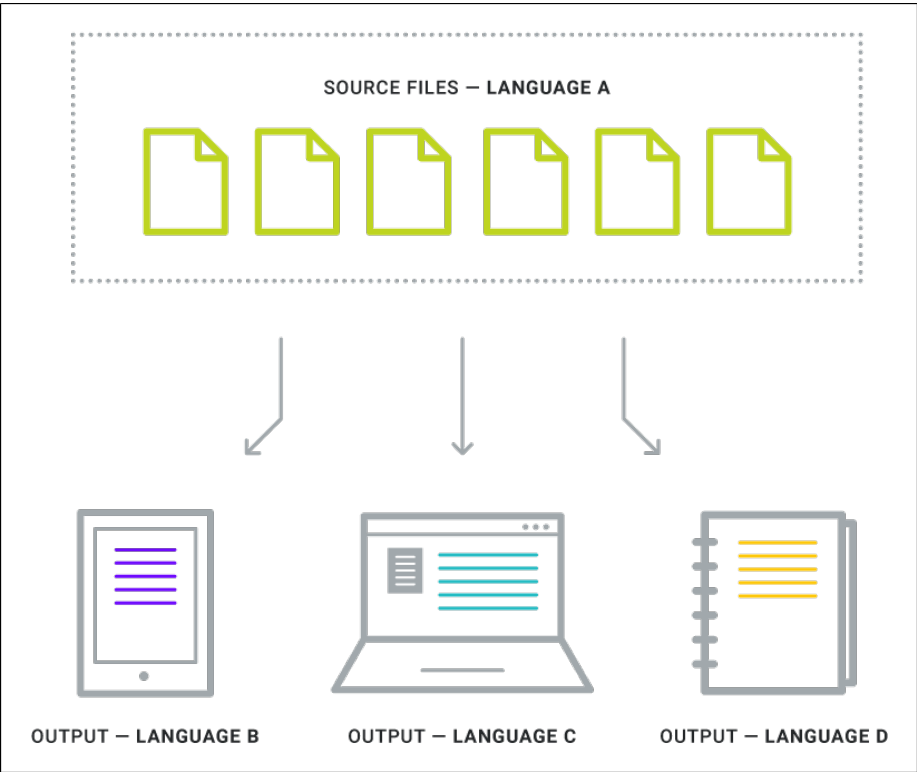 SOURCE FILES — LANGUAGE A
OUTPUT — LANGUAGE B
OUTPUT — LANGUAGE C
OUTPUT — LANGUAGE D